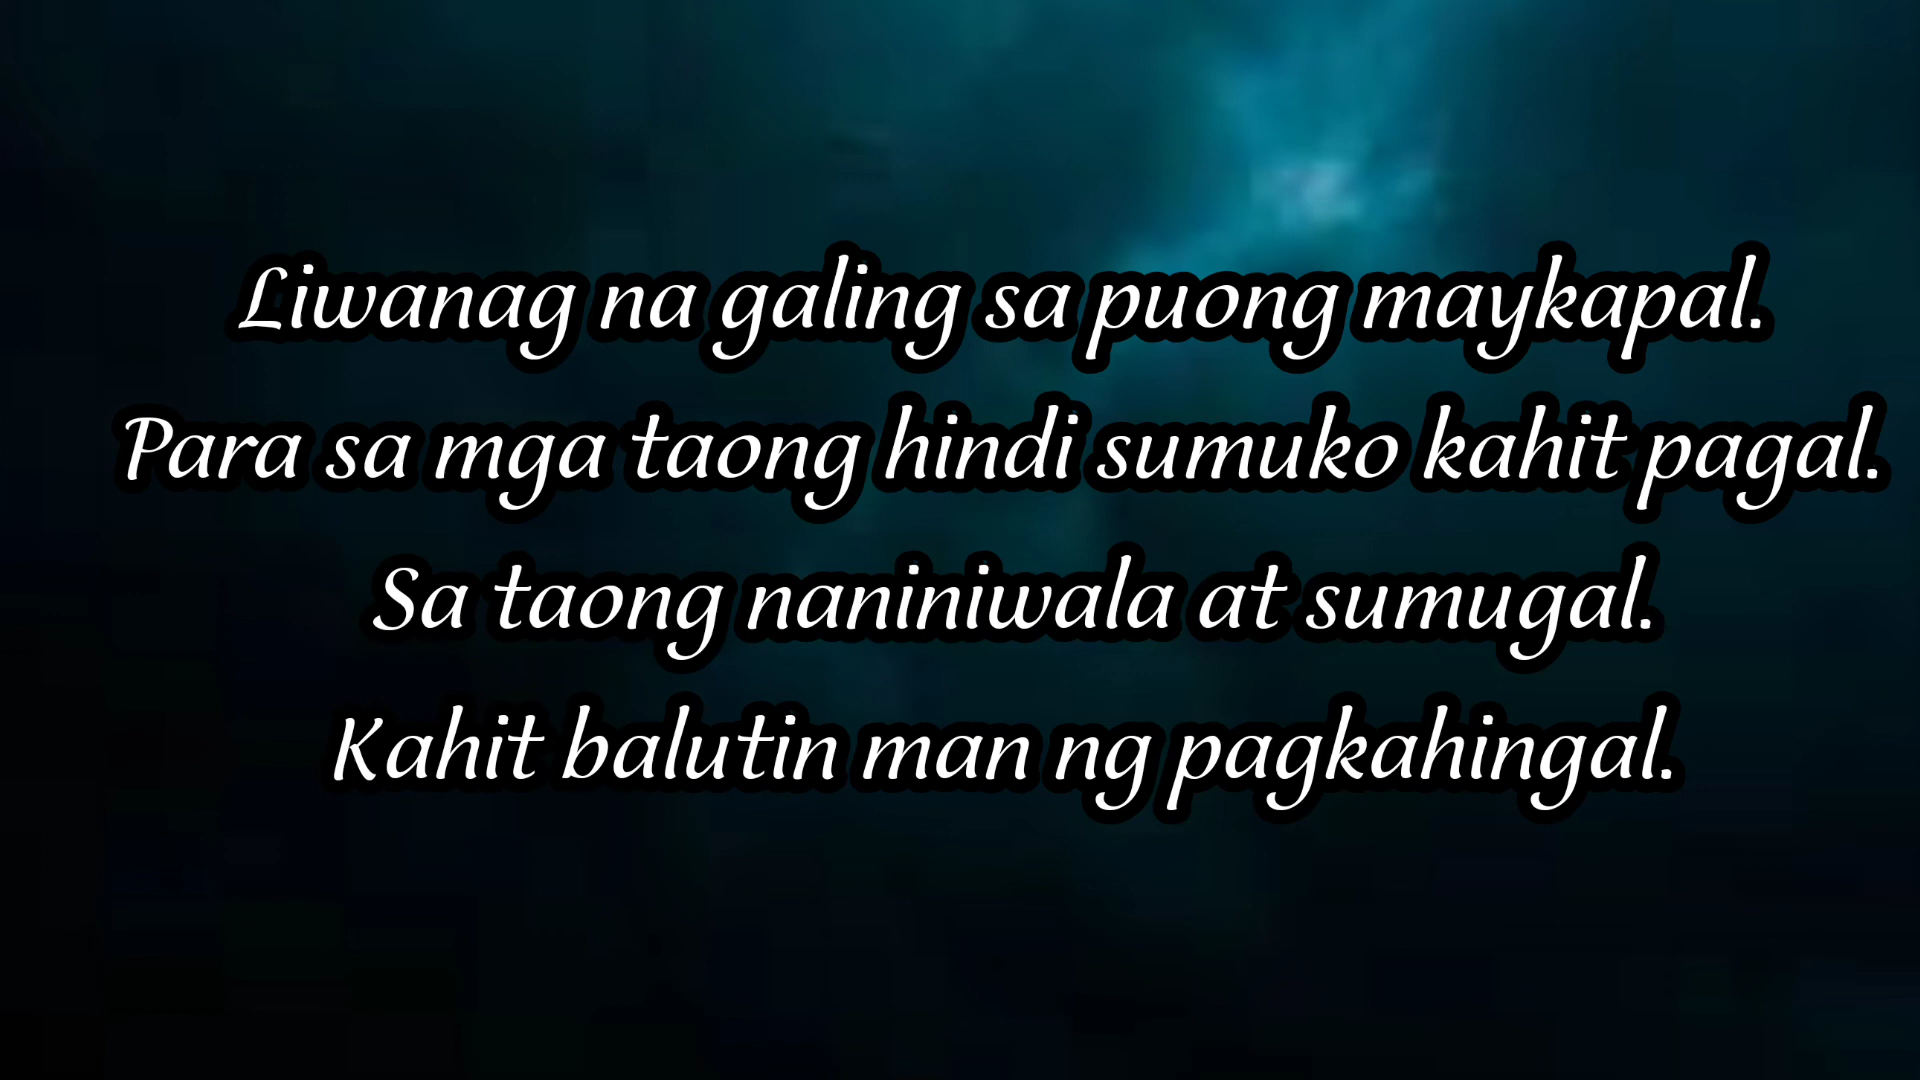 Liwanag na galing sa puong maykapal.
Para sa mga taong hindi sumuko kahit pagal.
Sa taong naniniwala at sumugal.
Kahit balutin man ng pagkahingal.